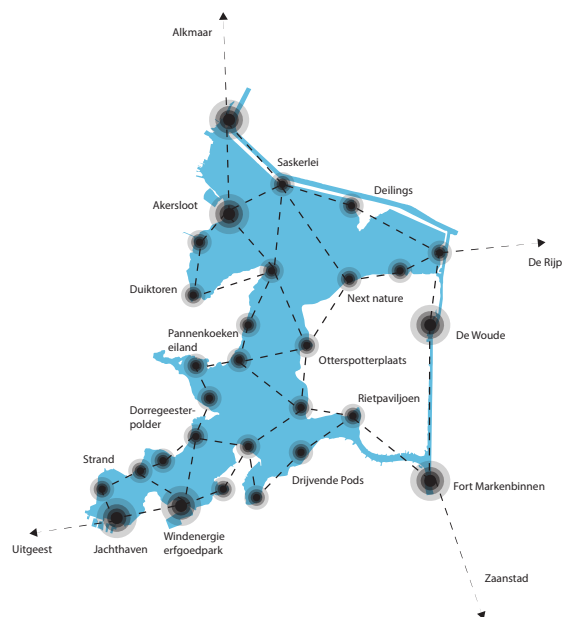 Alkmaar
Saskerlei
Deilings
Akersloot
De Rijp
Duiktoren
Next nature
Pannenkoeken
eiland
De Woude
Otterspotterplaats
Rietpaviljoen
Dorregeester-
polder
Strand
Drijvende Pods
Fort Markenbinnen
Uitgeest
Jachthaven
Windenergie
erfgoedpark
Zaanstad